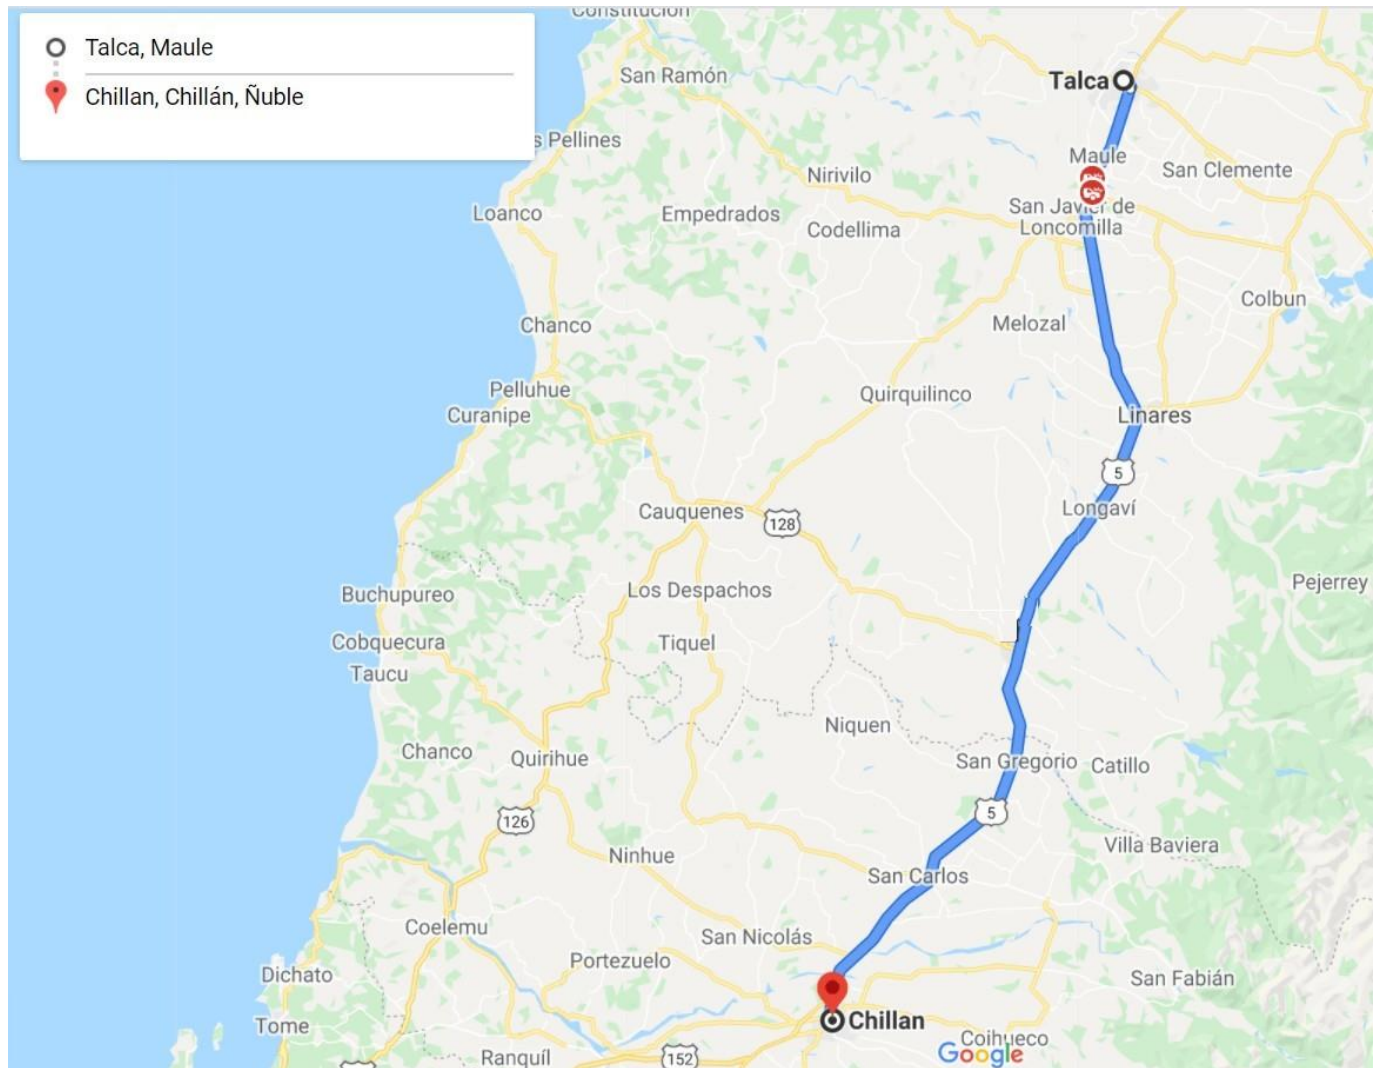 Constitución
Talca, Maule
Chillan, Chillán, Ñuble
San Ramón
Talca
s Pellines
Maule
Nirivilo
San Clemente
Loanco
Empedrados
San Javier de
Loncomilla
Codellima
Colbun
Chanco
Melozal
Pelluhue
Quirquilinco
Curanipe
Linares
5
Longaví
Cauquenes
128
Pejerrey
Buchupureo
Los Despachos
Cobquecura
Tiquel
Taucu
Niquen
Chanco
Quirihue
San Gregorio
Catillo
5
126
Villa Baviera
Ninhue
San Carlos
Coelemu
San Nicolás
Portezuelo
Dichato
San Fabián
Chillan
Tome
Coihueco
Google
Ranquíl
152